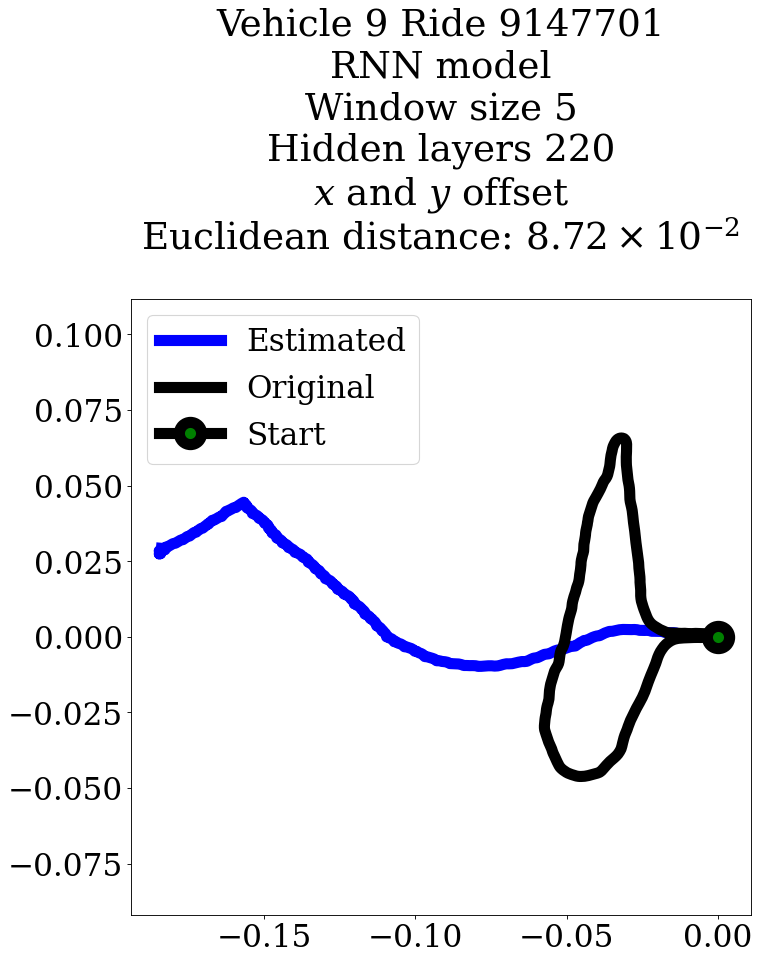 Vehicle 9 Ride 9147701
RNN model
Window size 5
Hidden layers 220
x and y offset
Euclidean distance: 8.72 × 10⁻²
Estimated
Original
Start
0.100
0.075
0.050
0.025
0.000
−0.025
−0.050
−0.075
−0.15
−0.10
−0.05
0.00